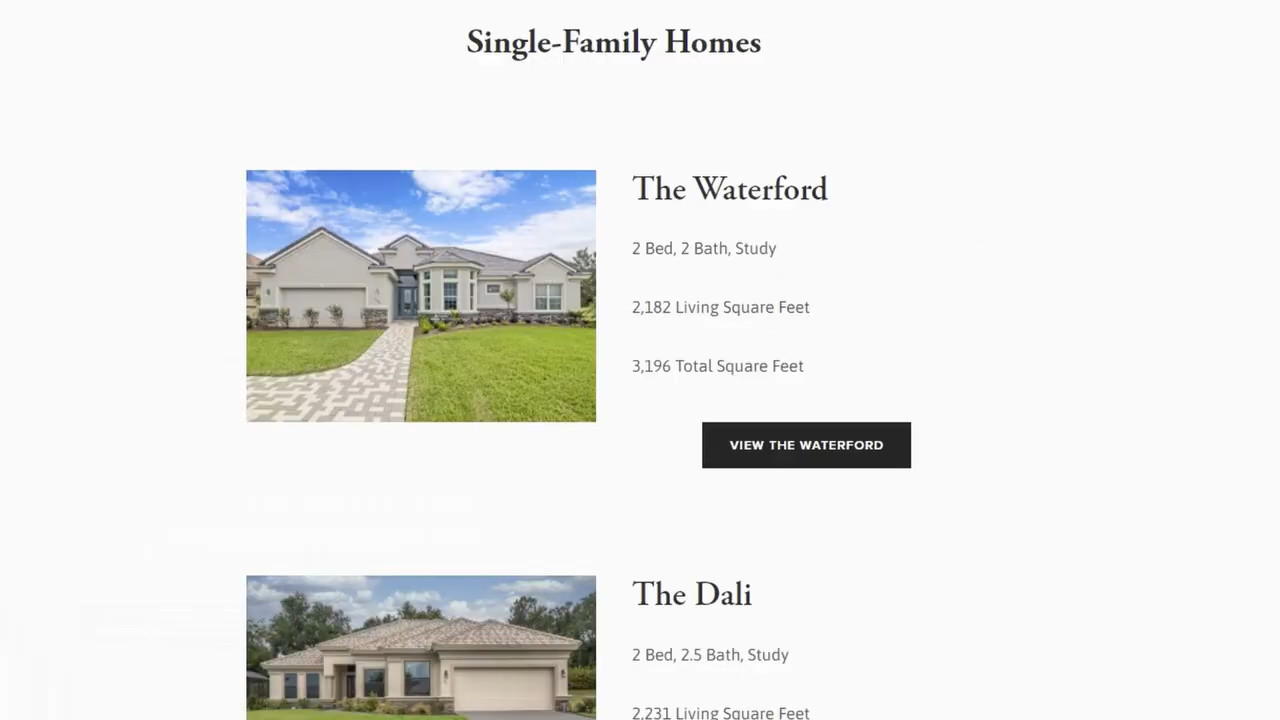 Single-Family Homes
The Waterford
2 Bed, 2 Bath, Study
2,182 Living Square Feet
3,196 Total Square Feet
VIEW THE WATERFORD
The Dali
2 Bed, 2.5 Bath, Study
2,231 Living Square Feet